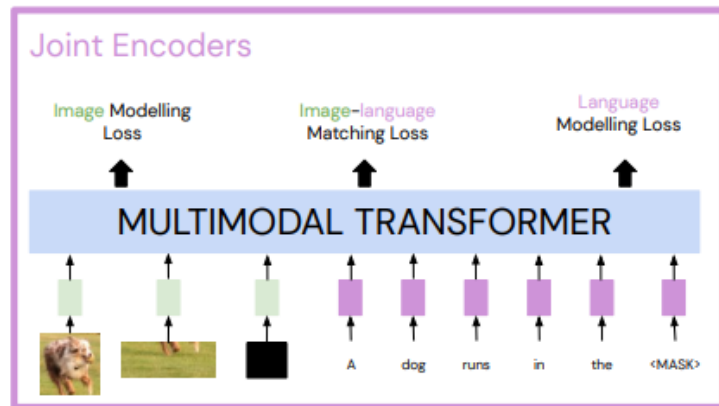 Joint Encoders
Image Modelling
Loss
Image-language
Matching Loss
Language
Modelling Loss
MULTIMODAL TRANSFORMER
A dog runs in the <MASK>